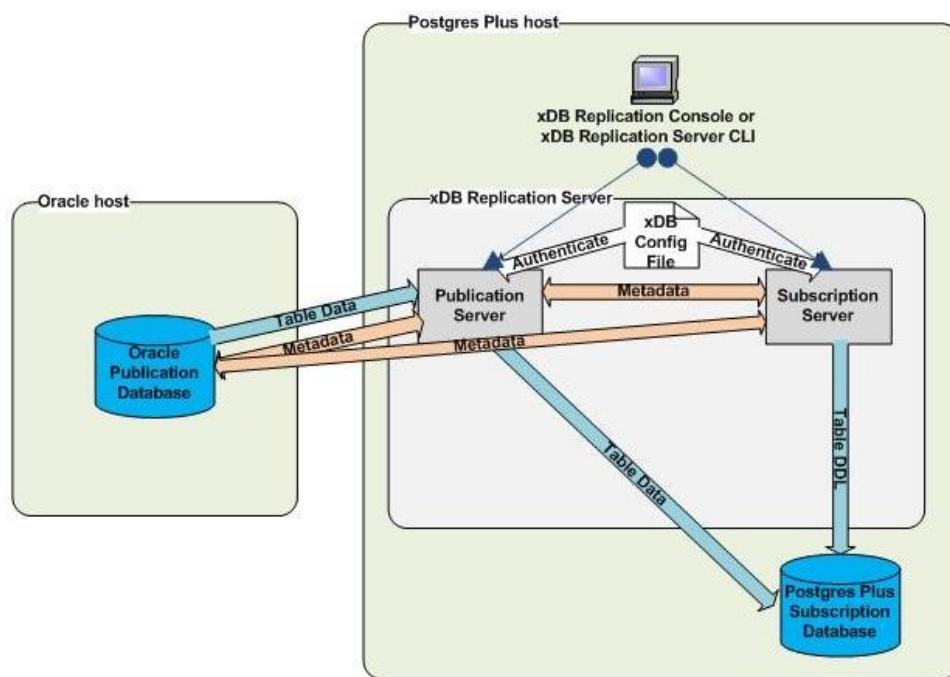 Postgres Plus host
xDB Replication Console or
xDB Replication Server CLI
Oracle host
xDB Replication Server
xDB
Config
File
Authenticate
Authenticate
Publication
Server
Metadata
Subscription
Server
Table Data
Metadata
Metadata
Oracle
Publication
Database
Table Data
Table DDL
Postgres Plus
Subscription
Database